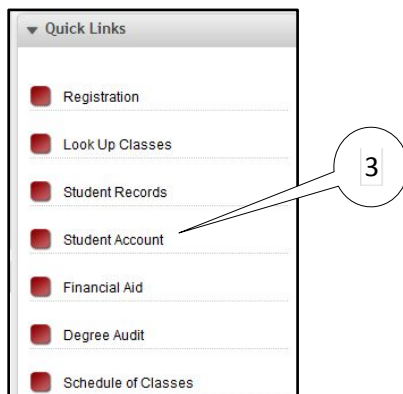 Quick Links
Registration
Look Up Classes
Student Records
3
Student Account
Financial Aid
Degree Audit
Schedule of Classes